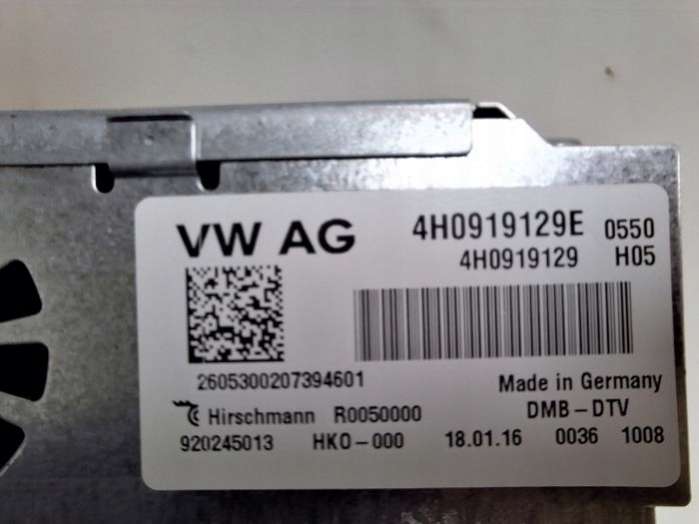 VW AG 4H0919129E 0550
4H0919129 H05
2605300207394601
Made in Germany
Hirschmann R0050000 DMB-DTV
920245013 HKO-000 18.01.16 0036 1008